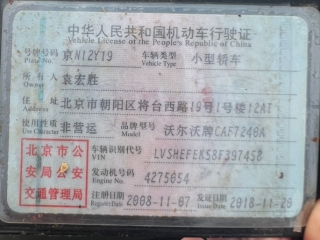 中华人民共和国机动车行驶证
Vehicle License of the People's Republic of China
号牌号码 京N12Y19 车辆类型 小型轿车
Plate No. Vehicle Type
所有人 袁宏胜
Owner
住址 北京市朝阳区将台西路19号1号楼12A1
Address
使用性质 非营运 品牌型号 沃尔沃牌CAF7240A
Use Character Model
北京市公安局公安交通管理局
车辆识别代号 LVSHEFEK58F397458
VIN
发动机号码 4275654
Engine No.
注册日期 2008-11-07 发证日期 2018-11-20
Register Date Issue Date